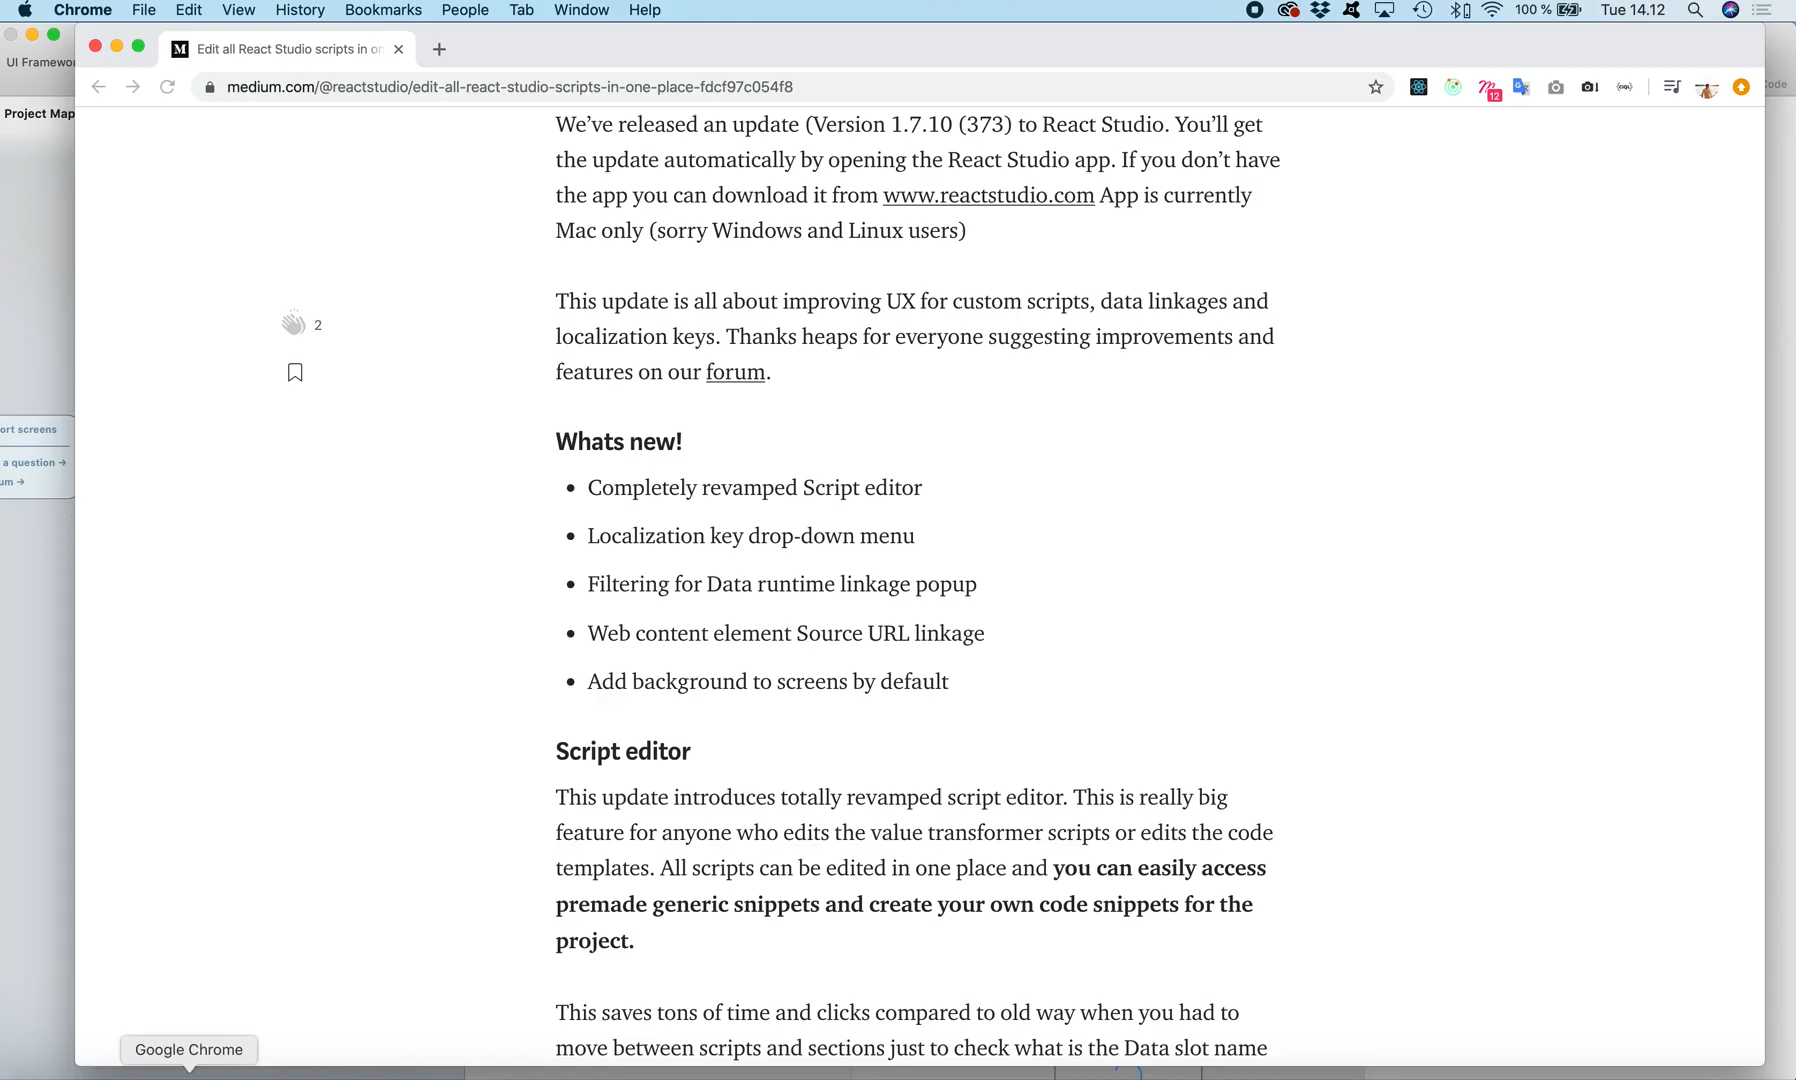 Chrome File Edit View History Bookmarks People Tab Window Help 100 % Tue 14.12
UI Framewor
Edit all React Studio scripts in on
medium.com/@reactstudio/edit-all-react-studio-scripts-in-one-place-fdcf97c054f8
12
Code
Project Map
We’ve released an update (Version 1.7.10 (373) to React Studio. You’ll get
the update automatically by opening the React Studio app. If you don’t have
the app you can download it from www.reactstudio.com App is currently
Mac only (sorry Windows and Linux users)
This update is all about improving UX for custom scripts, data linkages and
localization keys. Thanks heaps for everyone suggesting improvements and
features on our forum.
2
ort screens
a question →
um →
Whats new!
• Completely revamped Script editor
• Localization key drop-down menu
• Filtering for Data runtime linkage popup
• Web content element Source URL linkage
• Add background to screens by default
Script editor
This update introduces totally revamped script editor. This is really big
feature for anyone who edits the value transformer scripts or edits the code
templates. All scripts can be edited in one place and you can easily access
premade generic snippets and create your own code snippets for the
project.
This saves tons of time and clicks compared to old way when you had to
move between scripts and sections just to check what is the Data slot name
Google Chrome